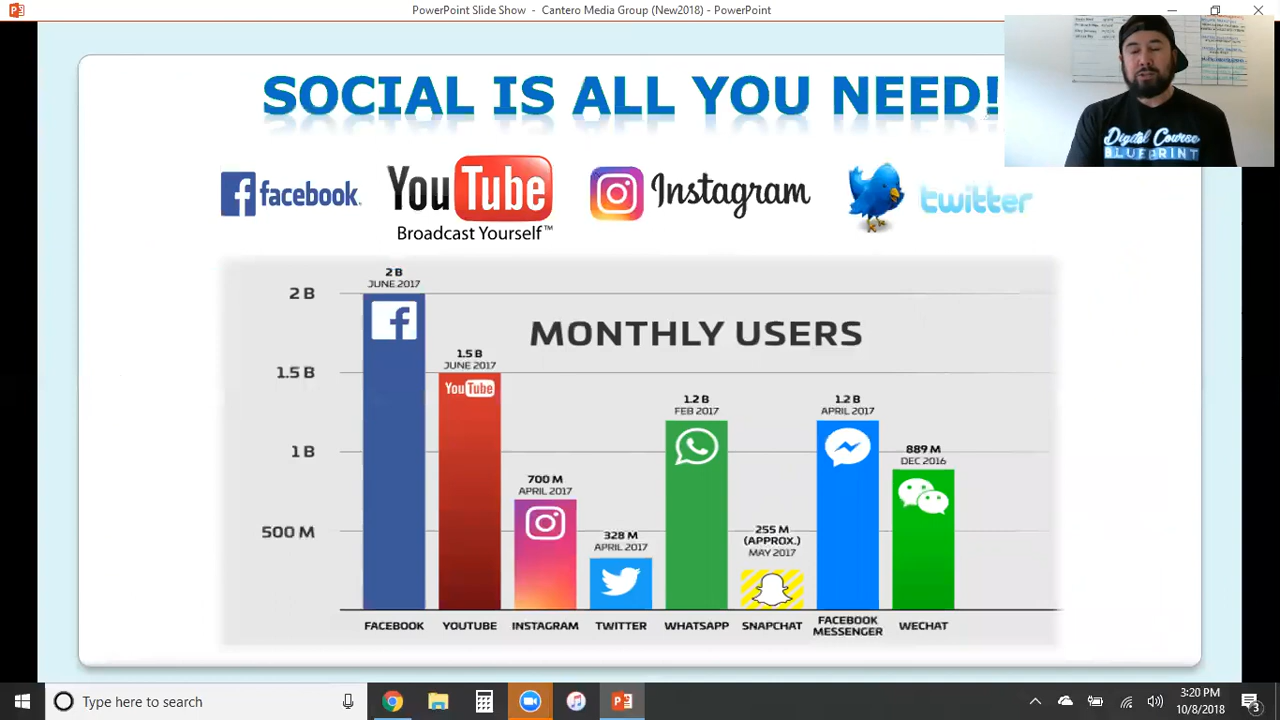 PowerPoint Slide Show - Cantero Media Group (New2018) - PowerPoint
SOCIAL IS ALL YOU NEED!
Digital Course
BLUEPRINT
facebook.
YouTube
Broadcast Yourself™
Instagram
twitter
MONTHLY USERS
2 B
1.5 B
1 B
500 M
2 B
JUNE 2017
YouTube
1.5 B
JUNE 2017
700 M
APRIL 2017
328 M
APRIL 2017
1.2 B
FEB 2017
255 M
(APPROX.)
MAY 2017
1.2 B
APRIL 2017
889 M
DEC 2016
FACEBOOK
YOUTUBE
INSTAGRAM
TWITTER
WHATSAPP
SNAPCHAT
FACEBOOK
MESSENGER
WECHAT
Type here to search
3:20 PM
10/8/2018
3